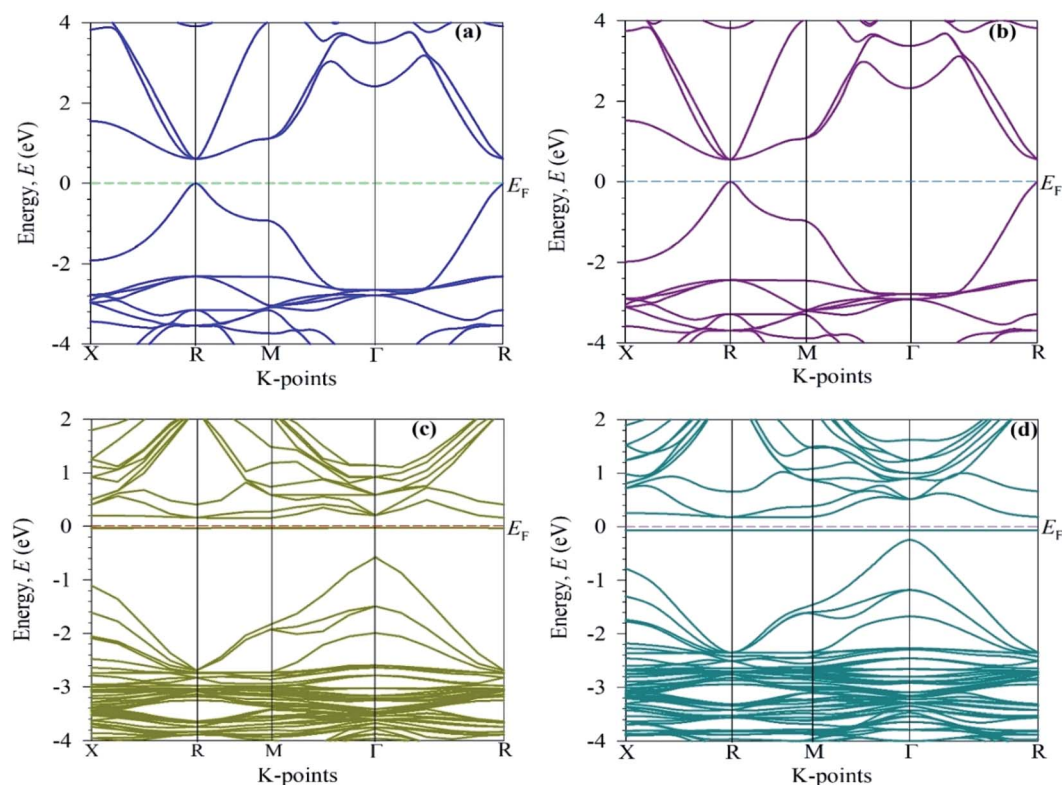 4
2
0
-2
-4
Energy, E (eV)
(a)
E_F
X R M Γ R
K-points
4
2
0
-2
-4
Energy, E (eV)
(b)
E_F
X R M Γ R
K-points
2
1
0
-1
-2
-3
-4
Energy, E (eV)
(c)
E_F
X R M Γ R
K-points
2
1
0
-1
-2
-3
-4
Energy, E (eV)
(d)
E_F
X R M Γ R
K-points